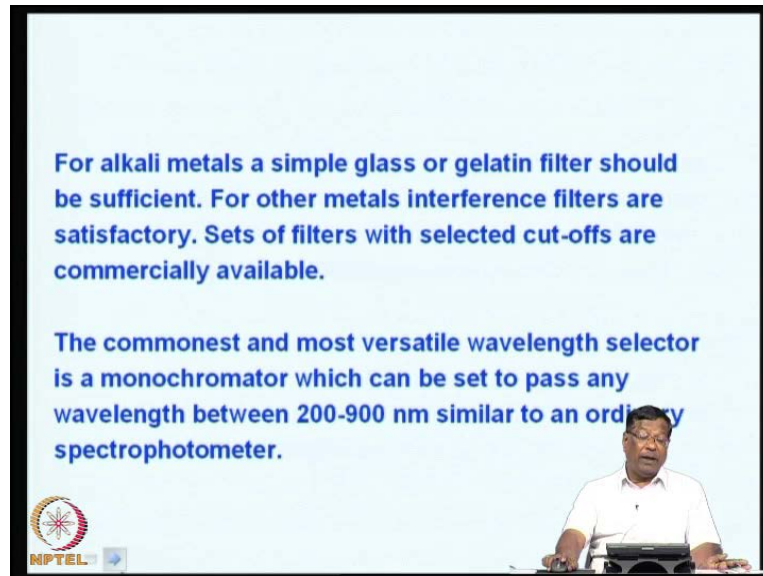 For alkali metals a simple glass or gelatin filter should
be sufficient. For other metals interference filters are
satisfactory. Sets of filters with selected cut-offs are
commercially available.
The commonest and most versatile wavelength selector
is a monochromator which can be set to pass any
wavelength between 200-900 nm similar to an
spectrophotometer.
NPTEL